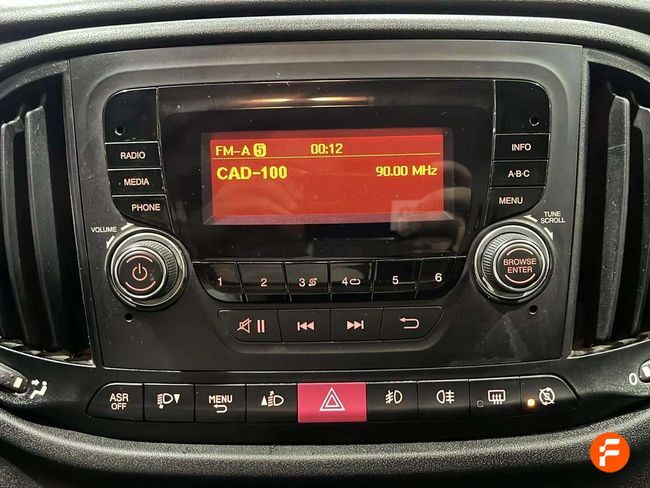 FM-A 5 00:12
CAD-100 90.00 MHz
RADIO
MEDIA
PHONE
INFO
A·B·C
MENU
VOLUME
TUNE
SCROLL
BROWSE
ENTER
1 2 3 4 5 6
ASR
OFF
MENU
0